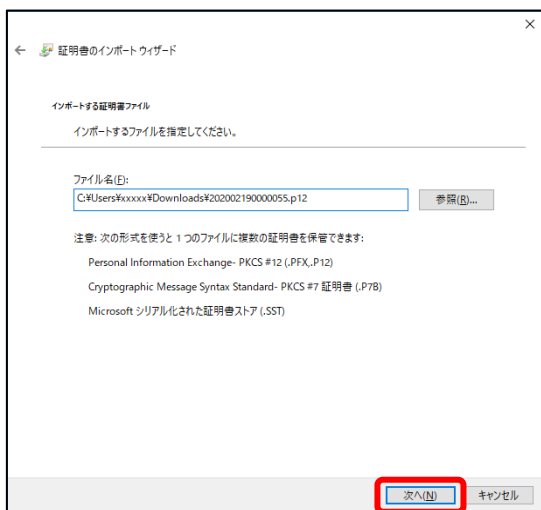 証明書のインポート ウィザード
インポートする証明書ファイル
インポートするファイルを指定してください。
ファイル名(F):
C:¥Users¥xxxxx¥Downloads¥202002190000055.p12
参照(R)...
注意: 次の形式を使うと 1 つのファイルに複数の証明書を保管できます:
Personal Information Exchange- PKCS #12 (.PFX,.P12)
Cryptographic Message Syntax Standard- PKCS #7 証明書 (.P7B)
Microsoft シリアル化された証明書ストア (.SST)
次へ(N)
キャンセル